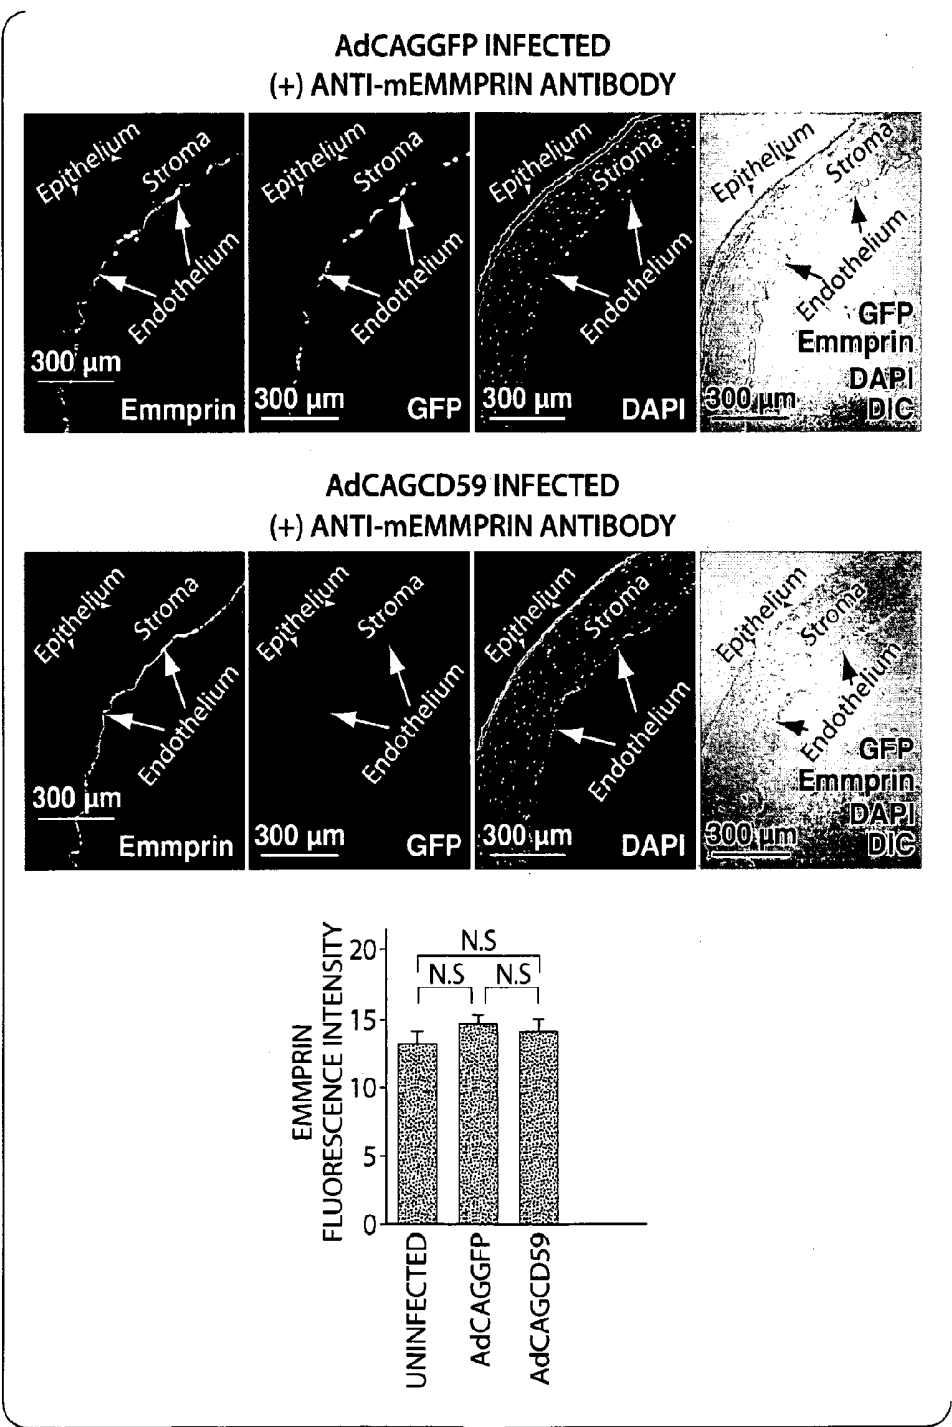 AdCAGGFP INFECTED
(+) ANTI-mEMMPRIN ANTIBODY
Epithelium
Stroma
Endothelium
300 µm
Emmprin
Epithelium
Stroma
Endothelium
300 µm
GFP
Epithelium
Stroma
Endothelium
300 µm
DAPI
Epithelium
Stroma
Endothelium
GFP
Emmprin
DAPI
300 µm
DIC
AdCAGCD59 INFECTED
(+) ANTI-mEMMPRIN ANTIBODY
Epithelium
Stroma
Endothelium
300 µm
Emmprin
Epithelium
Stroma
Endothelium
300 µm
GFP
Epithelium
Stroma
Endothelium
300 µm
DAPI
Epithelium
Stroma
Endothelium
GFP
Emmprin
DAPI
300 µm
DIC
EMMPRIN
FLUORESCENCE INTENSITY
20
15
10
5
0
N.S
N.S
N.S
UNINFECTED
AdCAGGFP
AdCAGCD59